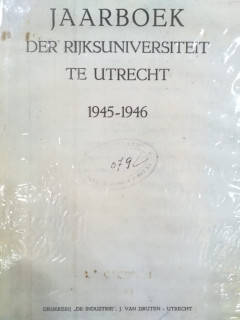 JAARBOEK
DER RIJKSUNIVERSITEIT
TE UTRECHT
1945-1946
DRUKKERIJ „DE INDUSTRIE", J. VAN DRUTEN - UTRECHT